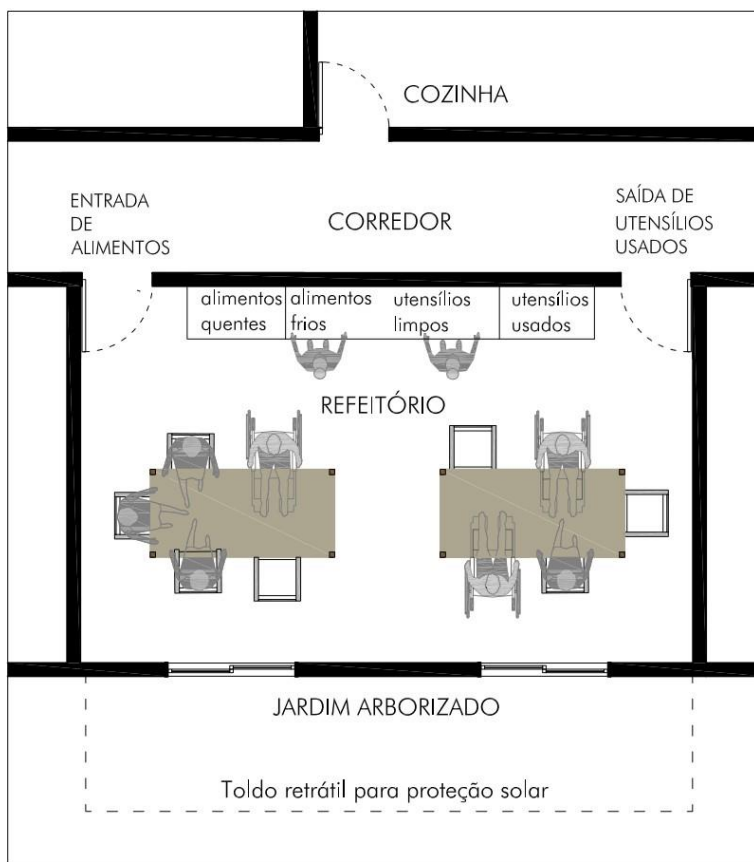 COZINHA
ENTRADA
DE
ALIMENTOS
CORREDOR
SAÍDA DE
UTENSÍLIOS
USADOS
alimentos
quentes
alimentos
frios
utensílios
limpos
utensílios
usados
REFEITÓRIO
JARDIM ARBORIZADO
Toldo retrátil para proteção solar